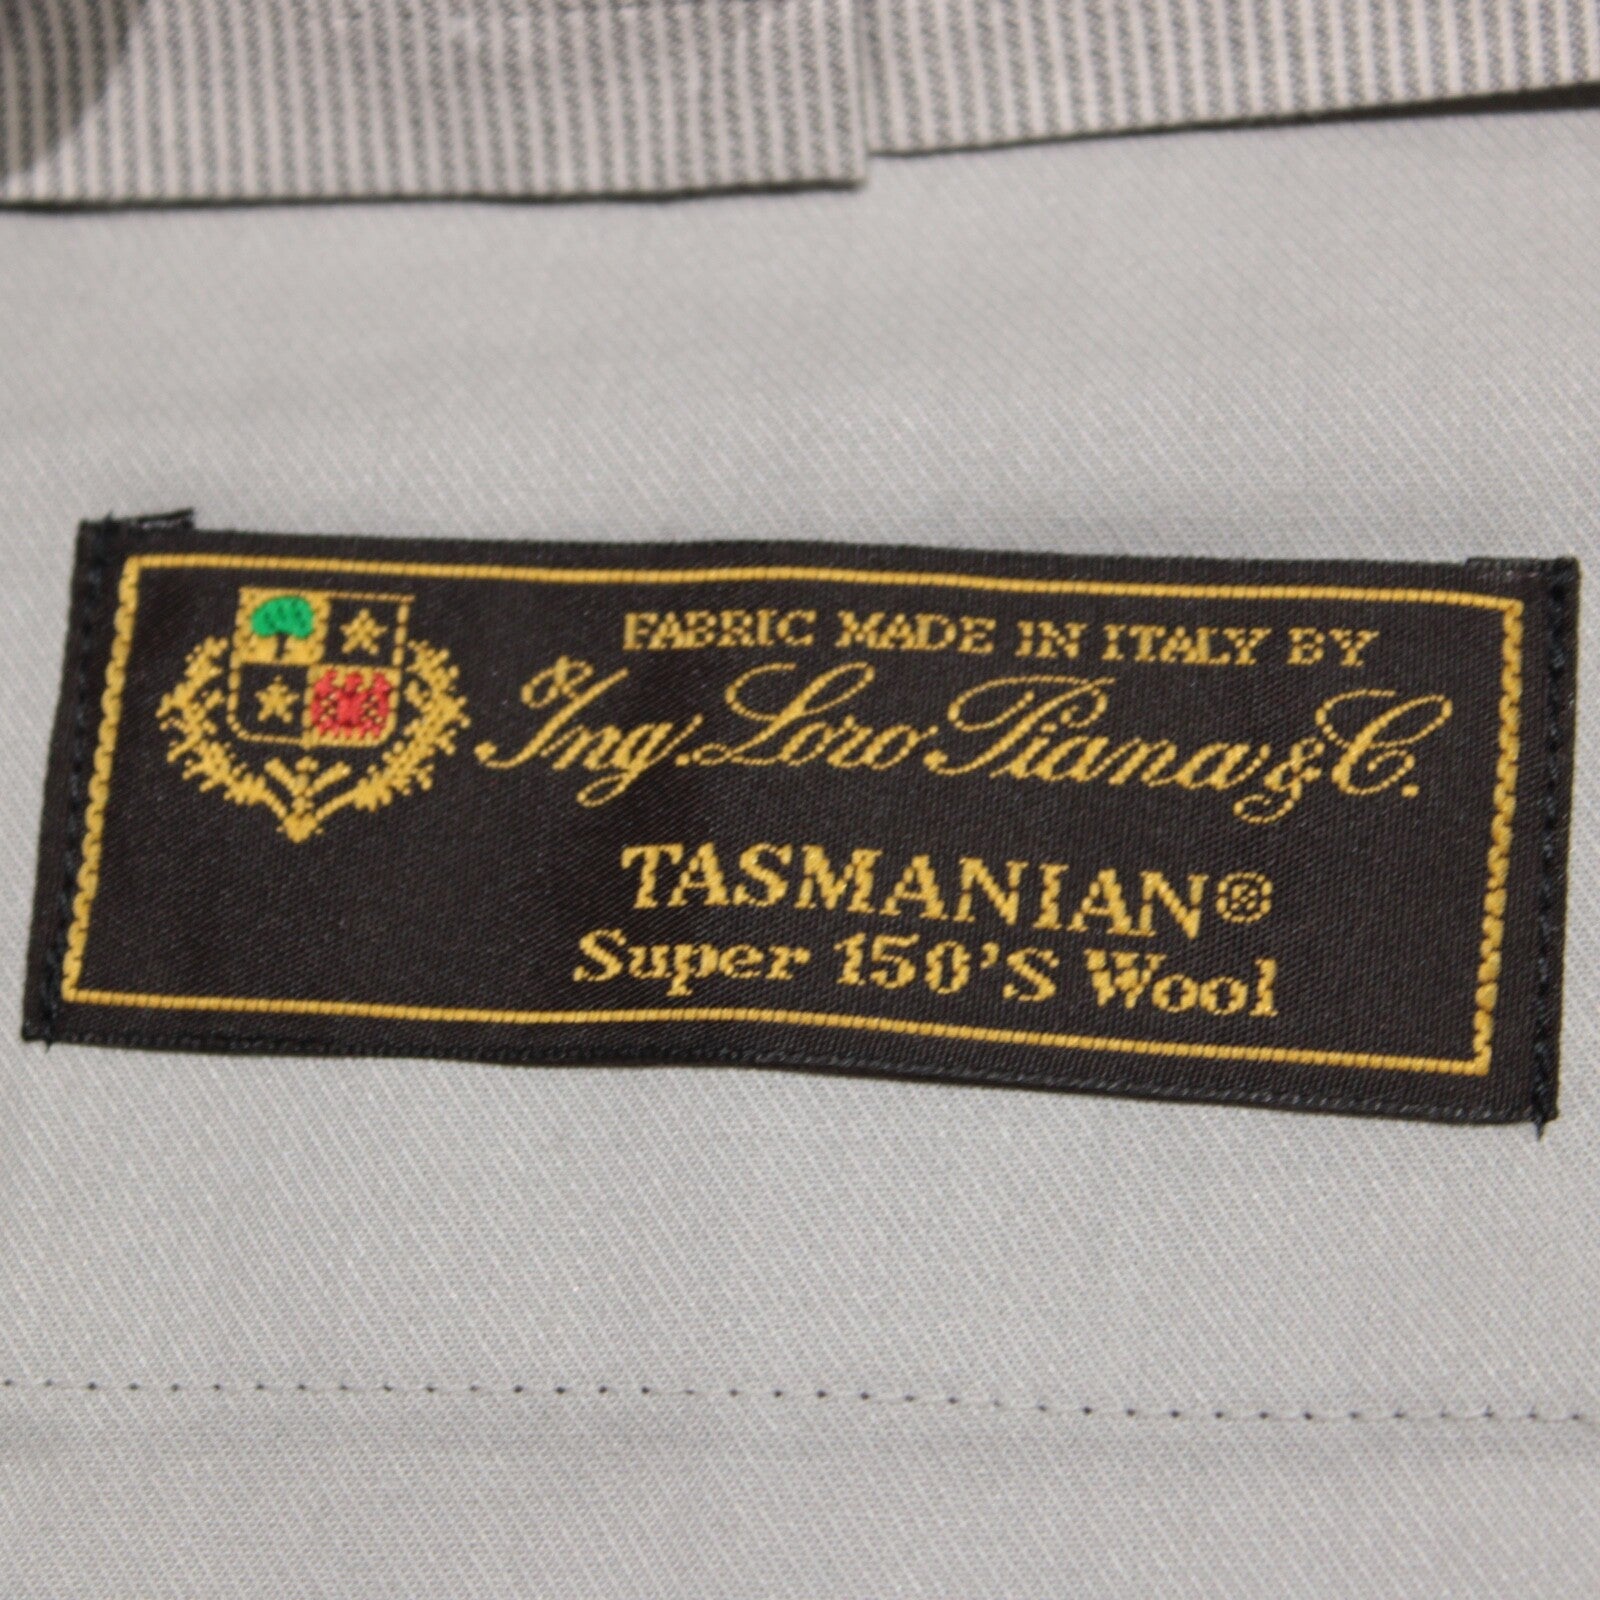 FABRIC MADE IN ITALY BY
Ing. Loro Piana & C.
TASMANIAN®
Super 150'S Wool